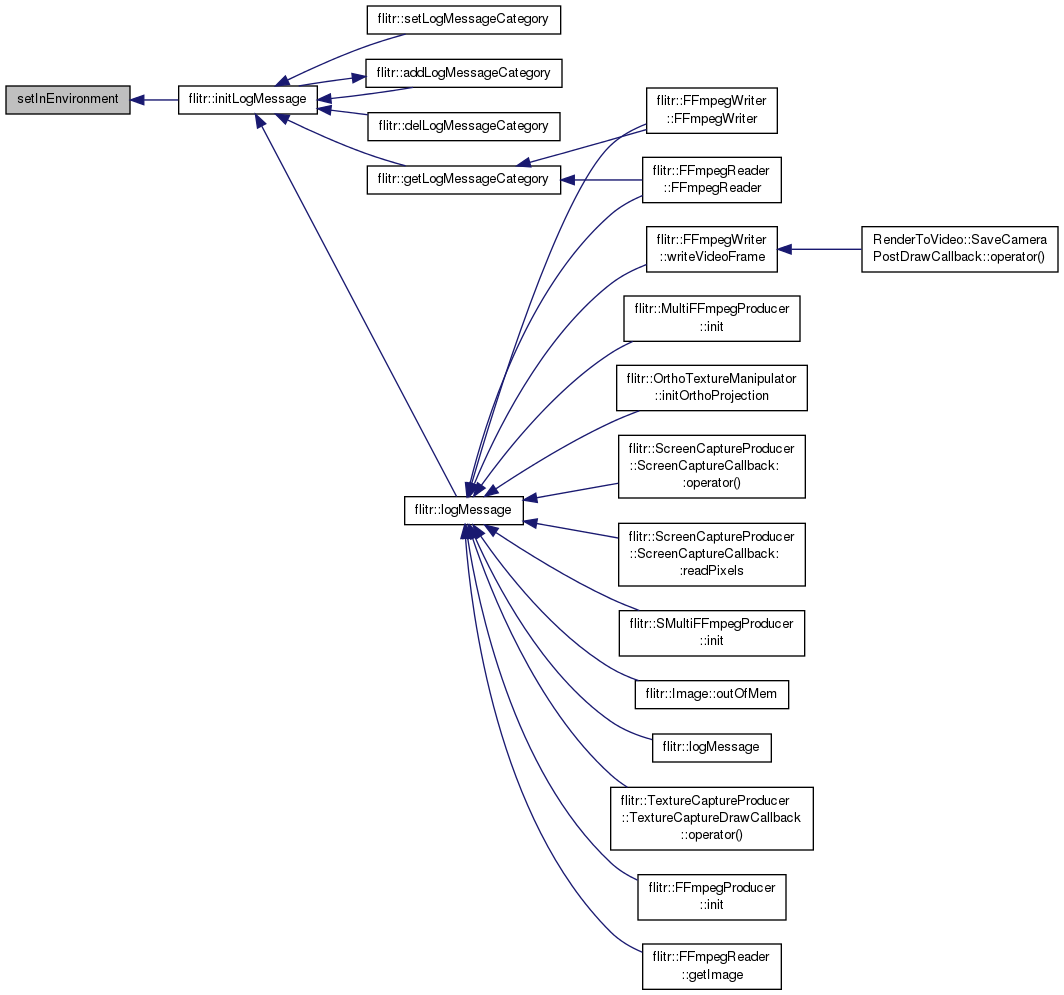 setInEnvironment
flitr::initLogMessage
flitr::setLogMessageCategory
flitr::addLogMessageCategory
flitr::delLogMessageCategory
flitr::getLogMessageCategory
flitr::logMessage
flitr::FFmpegWriter
::FFmpegWriter
flitr::FFmpegReader
::FFmpegReader
flitr::FFmpegWriter
::writeVideoFrame
RenderToVideo::SaveCamera
PostDrawCallback::operator()
flitr::MultiFFmpegProducer
::init
flitr::OrthoTextureManipulator
::initOrthoProjection
flitr::ScreenCaptureProducer
::ScreenCaptureCallback:
:operator()
flitr::ScreenCaptureProducer
::ScreenCaptureCallback:
:readPixels
flitr::SMultiFFmpegProducer
::init
flitr::Image::outOfMem
flitr::logMessage
flitr::TextureCaptureProducer
::TextureCaptureDrawCallback
::operator()
flitr::FFmpegProducer
::init
flitr::FFmpegReader
::getImage